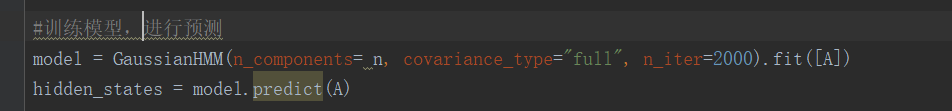 #训练模型，进行预测
model = GaussianHMM(n_components= n, covariance_type="full", n_iter=2000).fit([A])
hidden_states = model.predict(A)